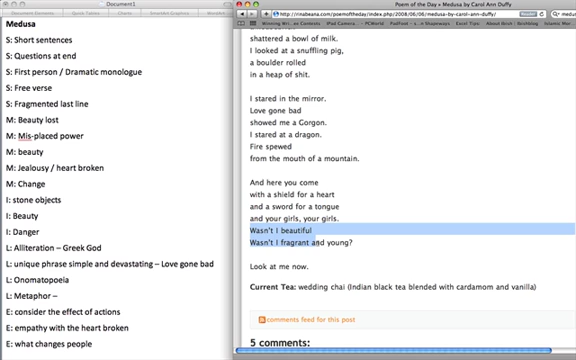 Document1
Medusa
S: Short sentences
S: Questions at end
S: First person / Dramatic monologue
S: Free verse
S: Fragmented last line
M: Beauty lost
M: Mis-placed power
M: beauty
M: Jealousy / heart broken
M: Change
I: stone objects
I: Beauty
I: Danger
L: Alliteration – Greek God
L: unique phrase simple and devastating – Love gone bad
L: Onomatopoeia
L: Metaphor –
E: consider the effect of actions
E: empathy with the heart broken
E: what changes people
Poem of the Day » Medusa by Carol Ann Duffy
shattered a bowl of milk.
I looked at a snuffling pig,
a boulder rolled
in a heap of shit.
I stared in the mirror.
Love gone bad
showed me a Gorgon.
I stared at a dragon.
Fire spewed
from the mouth of a mountain.
And here you come
with a shield for a heart
and a sword for a tongue
and your girls, your girls.
Wasn't I beautiful
Wasn't I fragrant and young?
Look at me now.
Current Tea: wedding chai (Indian black tea blended with cardamom and vanilla)
comments feed for this post
5 comments: